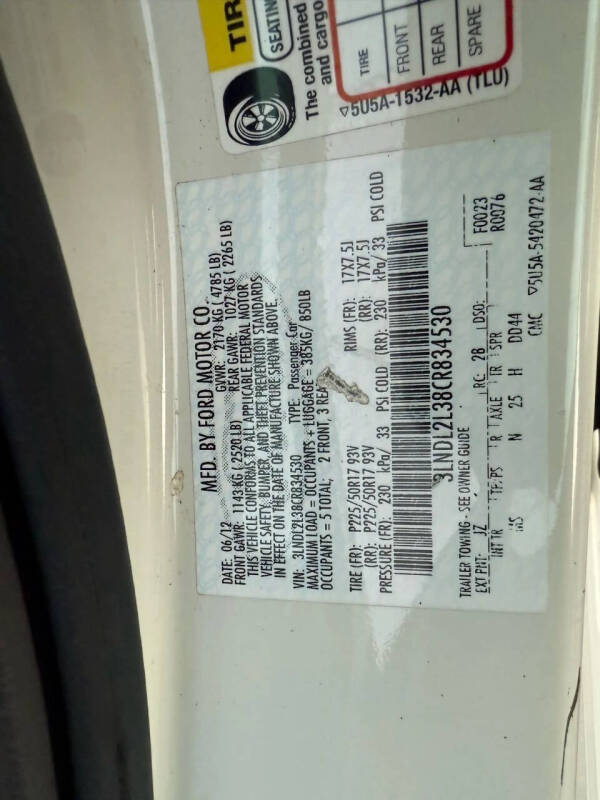 TIR
SEATIN
The combined
and cargo
TIRE
FRONT
REAR
SPARE
▽5U5A-1532-AA (TLU)
MFD. BY FORD MOTOR CO.
DATE: 06/12 GVWR: 2170 KG ( 4785 LB)
FRONT GAWR: 1143 KG ( 2520 LB) REAR GAWR: 1027 KG ( 2265 LB)
THIS VEHICLE CONFORMS TO ALL APPLICABLE FEDERAL MOTOR
VEHICLE SAFETY, BUMPER, AND THEFT PREVENTION STANDARDS
IN EFFECT ON THE DATE OF MANUFACTURE SHOWN ABOVE.
VIN: 3LNDL2L38CR834530 TYPE: Passenger Car
MAXIMUM LOAD = OCCUPANTS + LUGGAGE = 385KG/ 850LB
OCCUPANTS = 5 TOTAL; 2 FRONT, 3 REA
TIRE (FR): P225/50R17 93V RIMS (FR): 17X7.5J
(RR): P225/50R17 93V (RR): 17X7.5J
PRESSURE (FR): 230 kPa/ 33 PSI COLD (RR): 230 kPa/ 33 PSI COLD
3LNDL2L38CR834530
TRAILER TOWING - SEE OWNER GUIDE F0023
EXT PNT: JZ RC: 28 DSO: R0076
INT TR TP/PS R AXLE TR SPR
N 25 H DD44
CMC ▽5U5A-5420472-AA